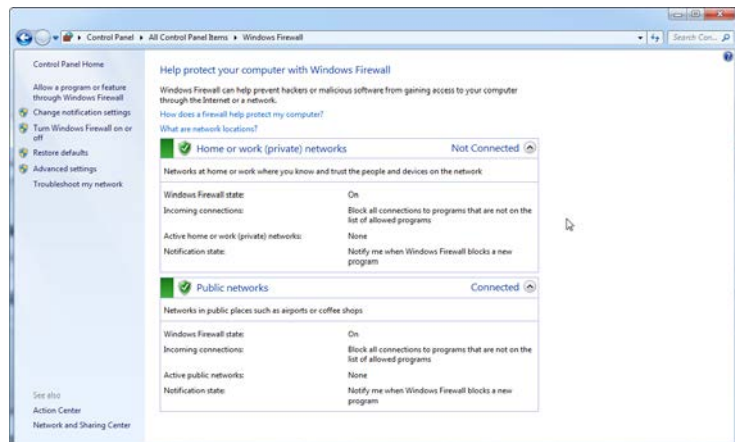 Control Panel ▸ All Control Panel Items ▸ Windows Firewall
Search Con...
Control Panel Home
Allow a program or feature
through Windows Firewall
Change notification settings
Turn Windows Firewall on or
off
Restore defaults
Advanced settings
Troubleshoot my network
See also
Action Center
Network and Sharing Center
Help protect your computer with Windows Firewall
Windows Firewall can help prevent hackers or malicious software from gaining access to your computer
through the Internet or a network.
How does a firewall help protect my computer?
What are network locations?
Home or work (private) networks Not Connected
Networks at home or work where you know and trust the people and devices on the network
Windows Firewall state: On
Incoming connections: Block all connections to programs that are not on the
list of allowed programs
Active home or work (private) networks: None
Notification state: Notify me when Windows Firewall blocks a new
program
Public networks Connected
Networks in public places such as airports or coffee shops
Windows Firewall state: On
Incoming connections: Block all connections to programs that are not on the
list of allowed programs
Active public networks: None
Notification state: Notify me when Windows Firewall blocks a new
program